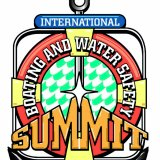 INTERNATIONAL
BOATING AND WATER SAFETY
SUMMIT